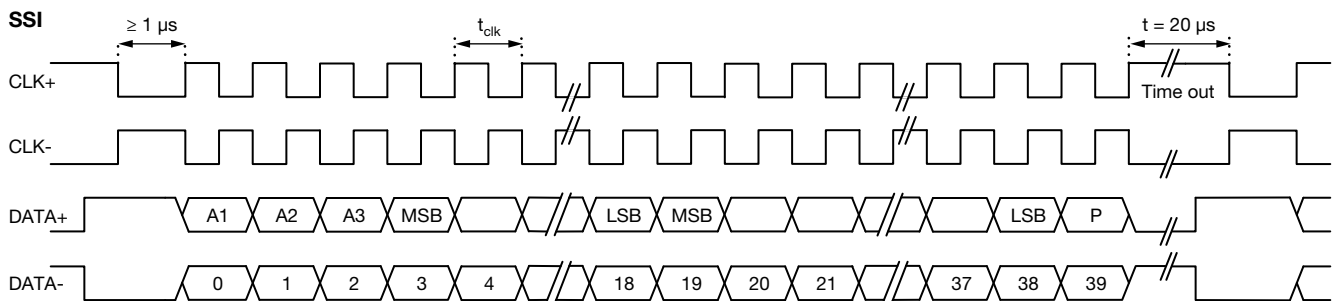 SSI
≥ 1 µs
t_clk
t = 20 µs
CLK+
Time out
CLK-
DATA+ A1 A2 A3 MSB LSB MSB LSB P
DATA- 0 1 2 3 4 18 19 20 21 37 38 39